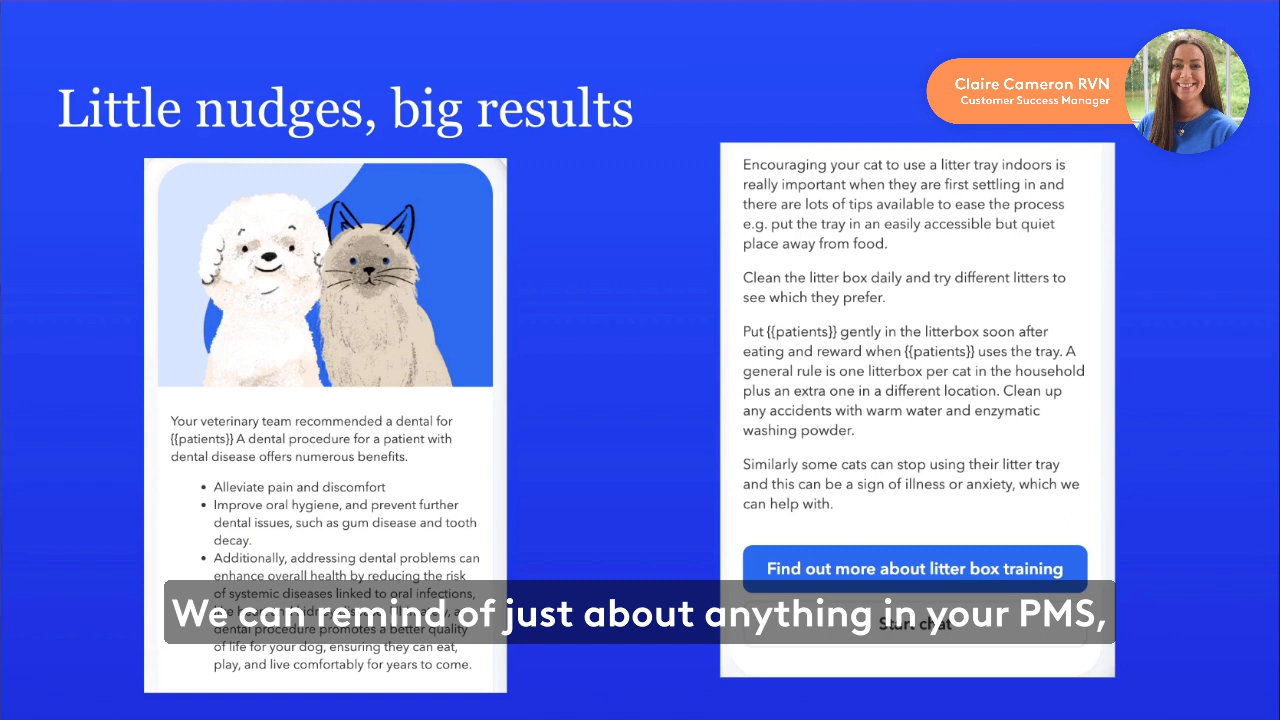 Claire Cameron RVN
Customer Success Manager
Little nudges, big results
Your veterinary team recommended a dental for
{{patients}} A dental procedure for a patient with
dental disease offers numerous benefits.
• Alleviate pain and discomfort
• Improve oral hygiene, and prevent further
dental issues, such as gum disease and tooth
decay.
• Additionally, addressing dental problems can
enhance overall health by reducing the risk
of systemic diseases linked to oral infections,
dental procedure promotes a better quality
of life for your dog, ensuring they can eat,
play, and live comfortably for years to come.
Encouraging your cat to use a litter tray indoors is
really important when they are first settling in and
there are lots of tips available to ease the process
e.g. put the tray in an easily accessible but quiet
place away from food.
Clean the litter box daily and try different litters to
see which they prefer.
Put {{patients}} gently in the litterbox soon after
eating and reward when {{patients}} uses the tray. A
general rule is one litterbox per cat in the household
plus an extra one in a different location. Clean up
any accidents with warm water and enzymatic
washing powder.
Similarly some cats can stop using their litter tray
and this can be a sign of illness or anxiety, which we
can help with.
Find out more about litter box training
Start chat
We can remind of just about anything in your PMS,